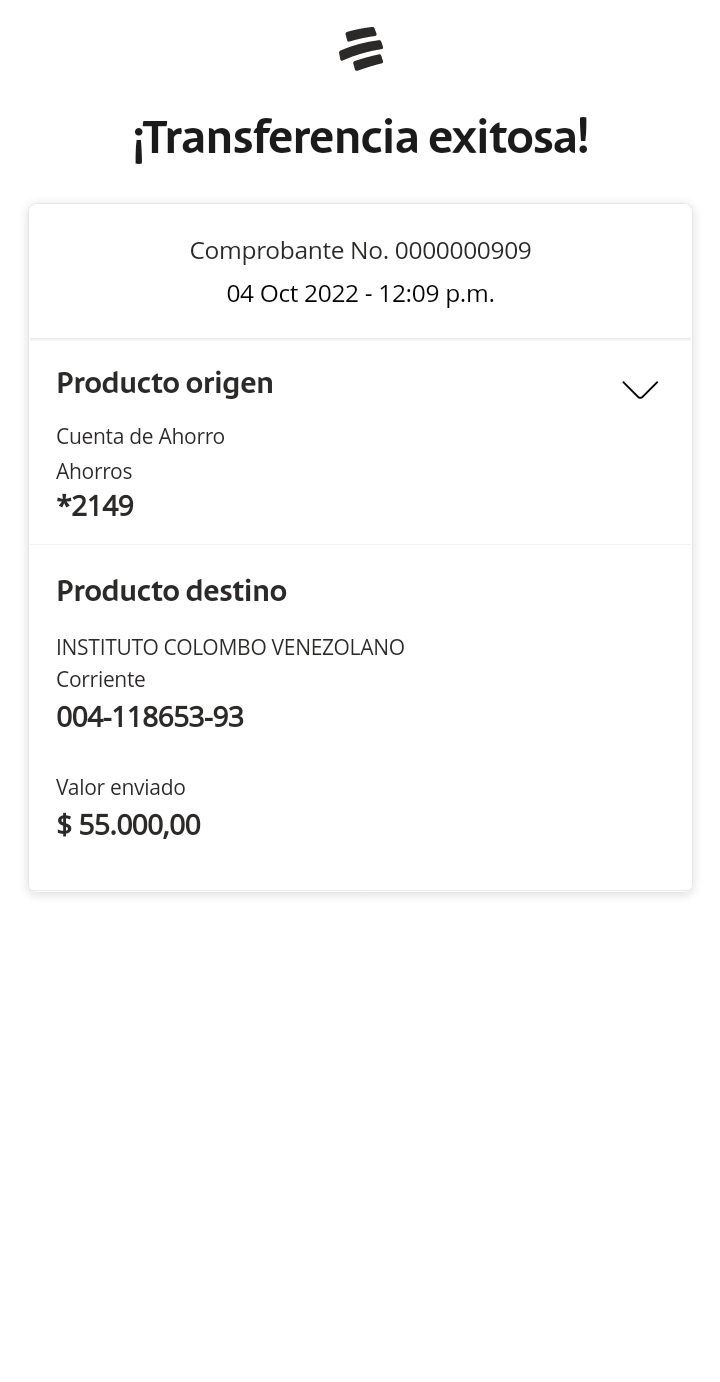 ¡Transferencia exitosa!
Comprobante No. 0000000909
04 Oct 2022 - 12:09 p.m.
Producto origen
Cuenta de Ahorro
Ahorros
*2149
Producto destino
INSTITUTO COLOMBO VENEZOLANO
Corriente
004-118653-93
Valor enviado
$ 55.000,00